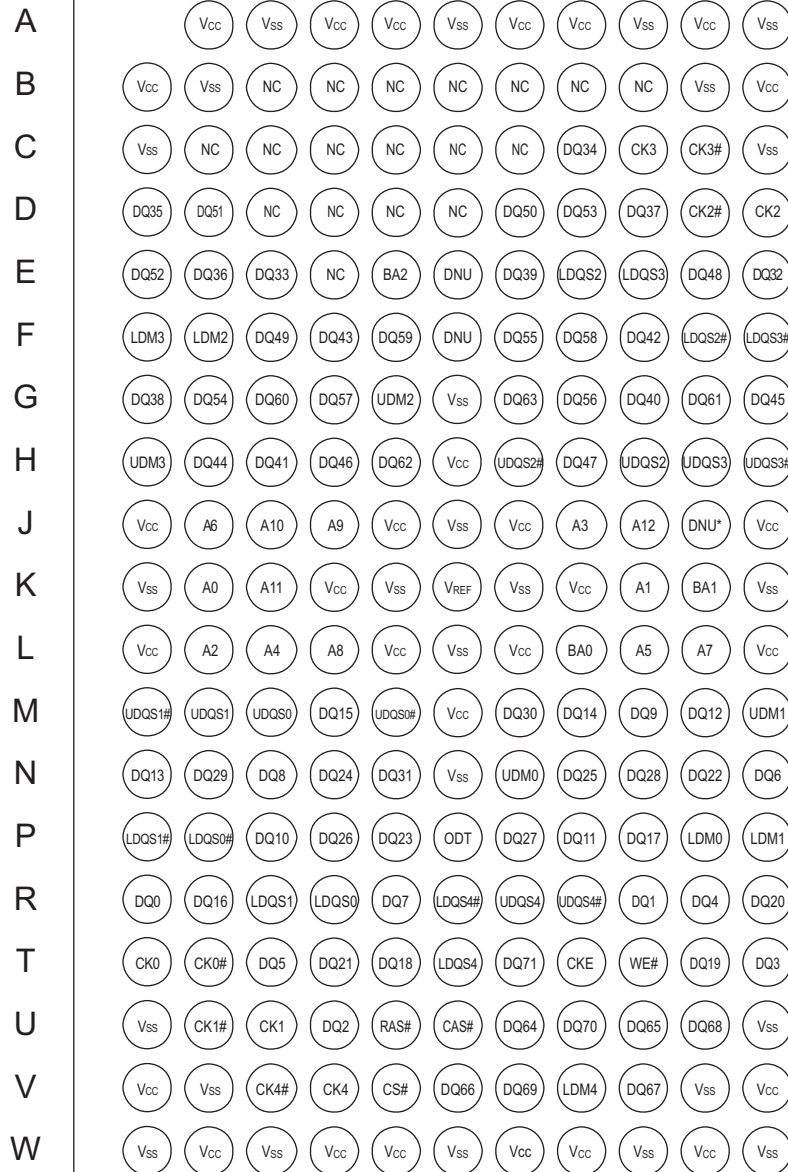 A Vcc Vss Vcc Vcc Vss Vcc Vcc Vss Vcc Vss
B Vcc Vss NC NC NC NC NC NC NC Vss Vcc
C Vss NC NC NC NC NC NC DQ34 CK3 CK3# Vss
D DQ35 DQ51 NC NC NC NC DQ50 DQ53 DQ37 CK2# CK2
E DQ52 DQ36 DQ33 NC BA2 DNU DQ39 LDQS2 LDQS3 DQ48 DQ32
F LDM3 LDM2 DQ49 DQ43 DQ59 DNU DQ55 DQ58 DQ42 LDQS2# LDQS3#
G DQ38 DQ54 DQ60 DQ57 UDM2 Vss DQ63 DQ56 DQ40 DQ61 DQ45
H UDM3 DQ44 DQ41 DQ46 DQ62 Vcc UDQS2# DQ47 UDQS2 UDQS3 UDQS3#
J Vcc A6 A10 A9 Vcc Vss Vcc A3 A12 DNU* Vcc
K Vss A0 A11 Vcc Vss VREF Vss Vcc A1 BA1 Vss
L Vcc A2 A4 A8 Vcc Vss Vcc BA0 A5 A7 Vcc
M UDQS1# UDQS1 UDQS0 DQ15 UDQS0# Vcc DQ30 DQ14 DQ9 DQ12 UDM1
N DQ13 DQ29 DQ8 DQ24 DQ31 Vss UDM0 DQ25 DQ28 DQ22 DQ6
P LDQS1# LDQS0# DQ10 DQ26 DQ23 ODT DQ27 DQ11 DQ17 LDM0 LDM1
R DQ0 DQ16 LDQS1 LDQS0 DQ7 LDQS4# UDQS4 UDQS4# DQ1 DQ4 DQ20
T CK0 CK0# DQ5 DQ21 DQ18 LDQS4 DQ71 CKE WE# DQ19 DQ3
U Vss CK1# CK1 DQ2 RAS# CAS# DQ64 DQ70 DQ65 DQ68 Vss
V Vcc Vss CK4# CK4 CS# DQ66 DQ69 LDM4 DQ67 Vss Vcc
W Vss Vcc Vss Vcc Vcc Vss Vcc Vcc Vss Vcc Vss